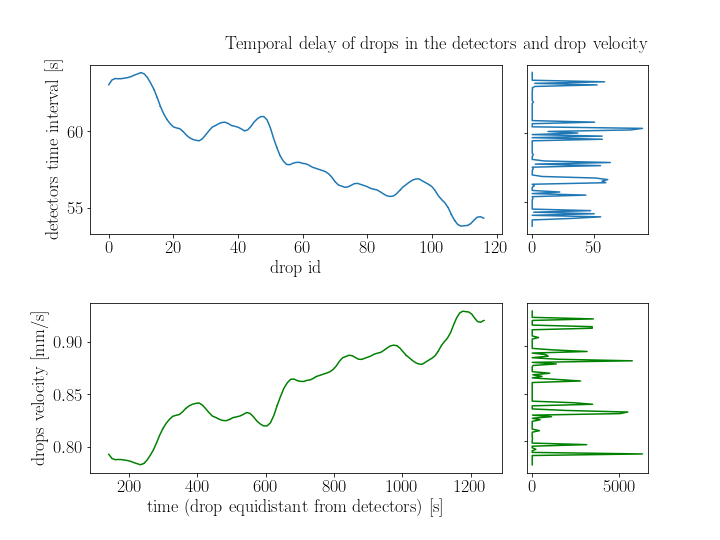 Temporal delay of drops in the detectors and drop velocity
detectors time interval [s]
60
55
0 20 40 60 80 100 120
drop id
0 50
drops velocity [mm/s]
0.90
0.85
0.80
200 400 600 800 1000 1200
time (drop equidistant from detectors) [s]
0 5000